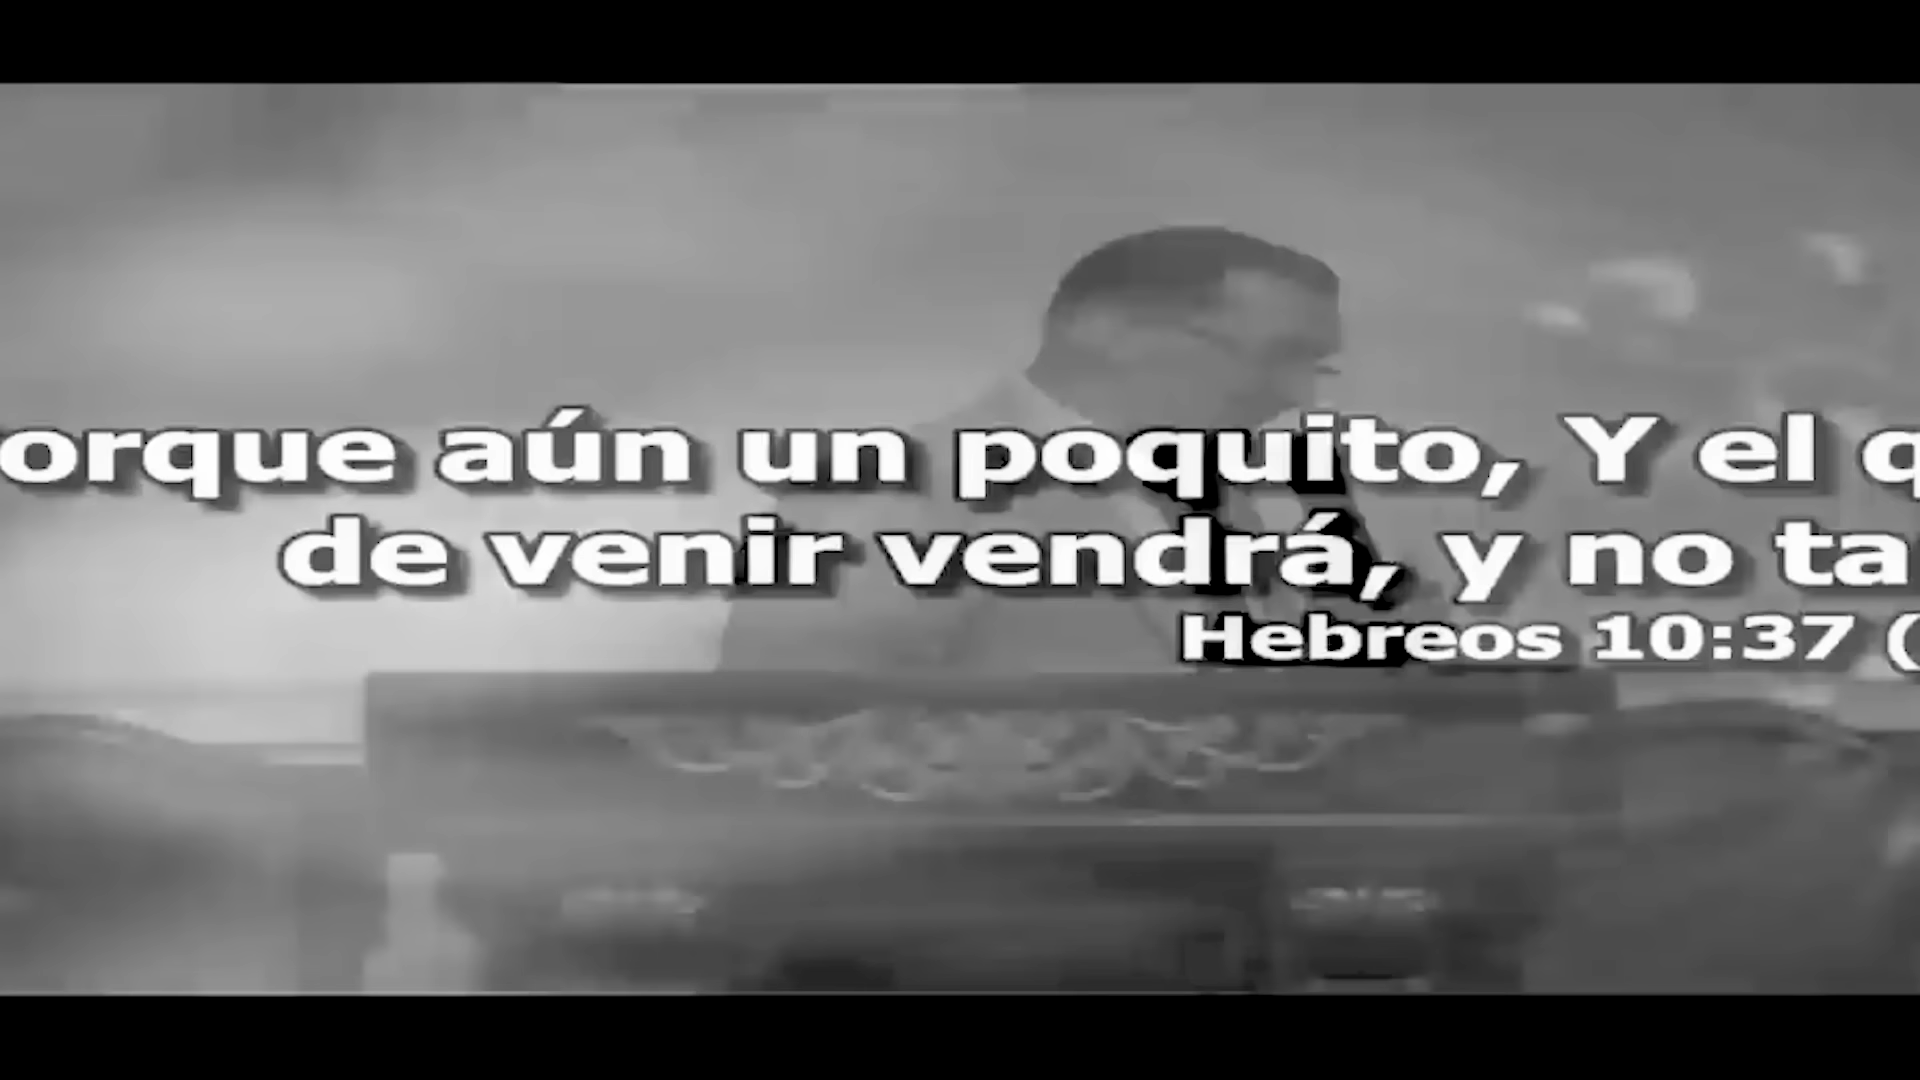 orque aún un poquito, Y el q
de venir vendrá, y no ta
Hebreos 10:37 (